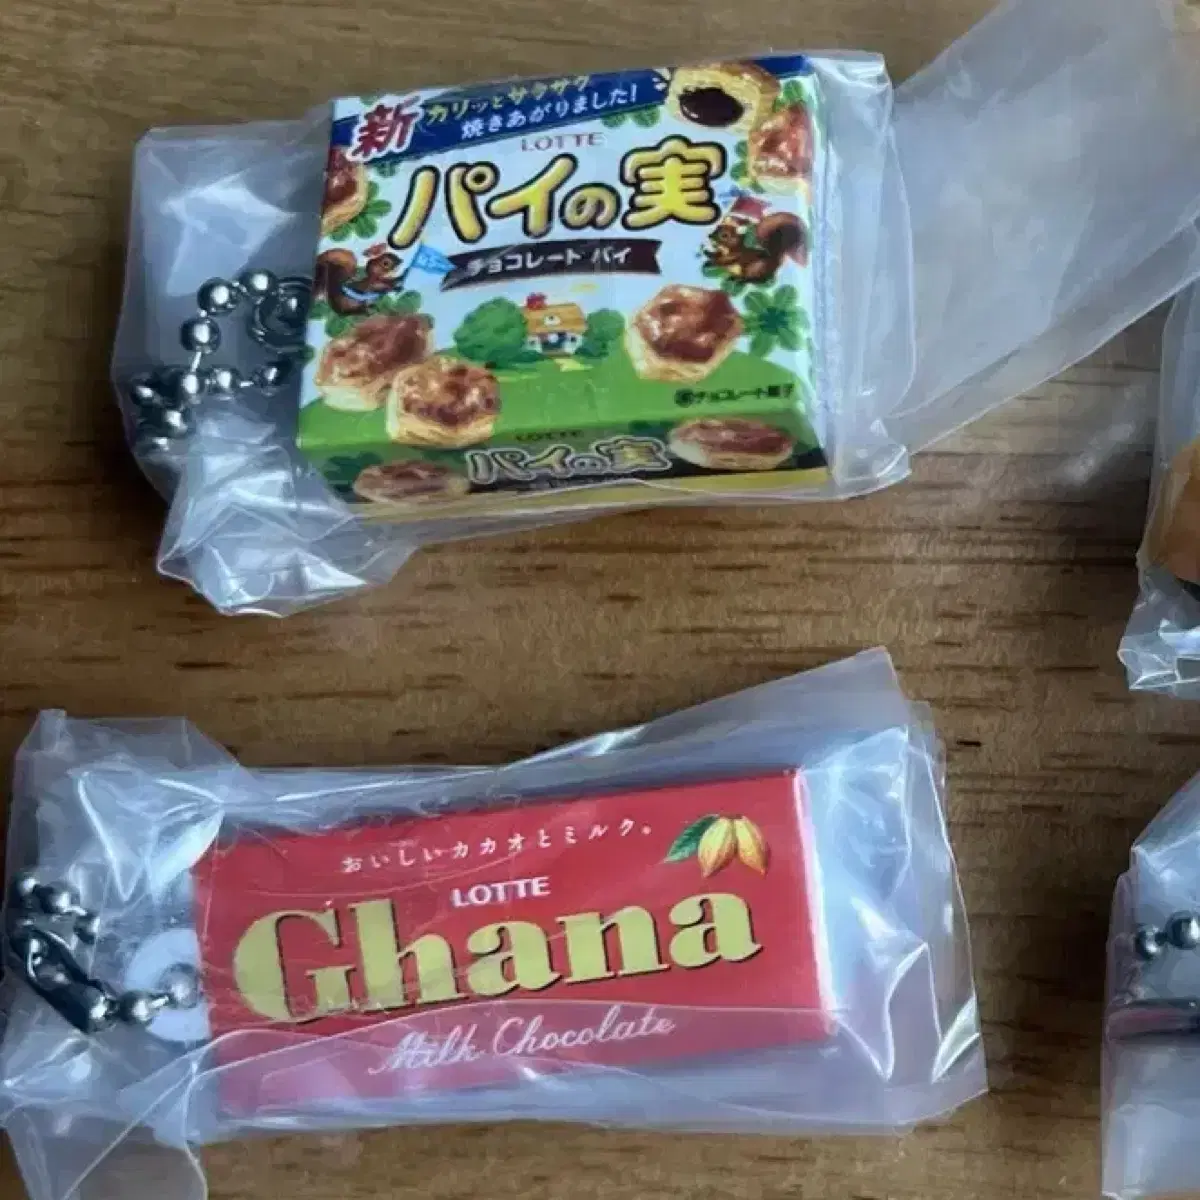 新 カリッとサクサク
焼きあがりました!
LOTTE
パイの実
チョコレート パイ
チョコレート菓子
LOTTE
パイの実
おいしいカカオとミルク。
LOTTE
Ghana
Milk Chocolate